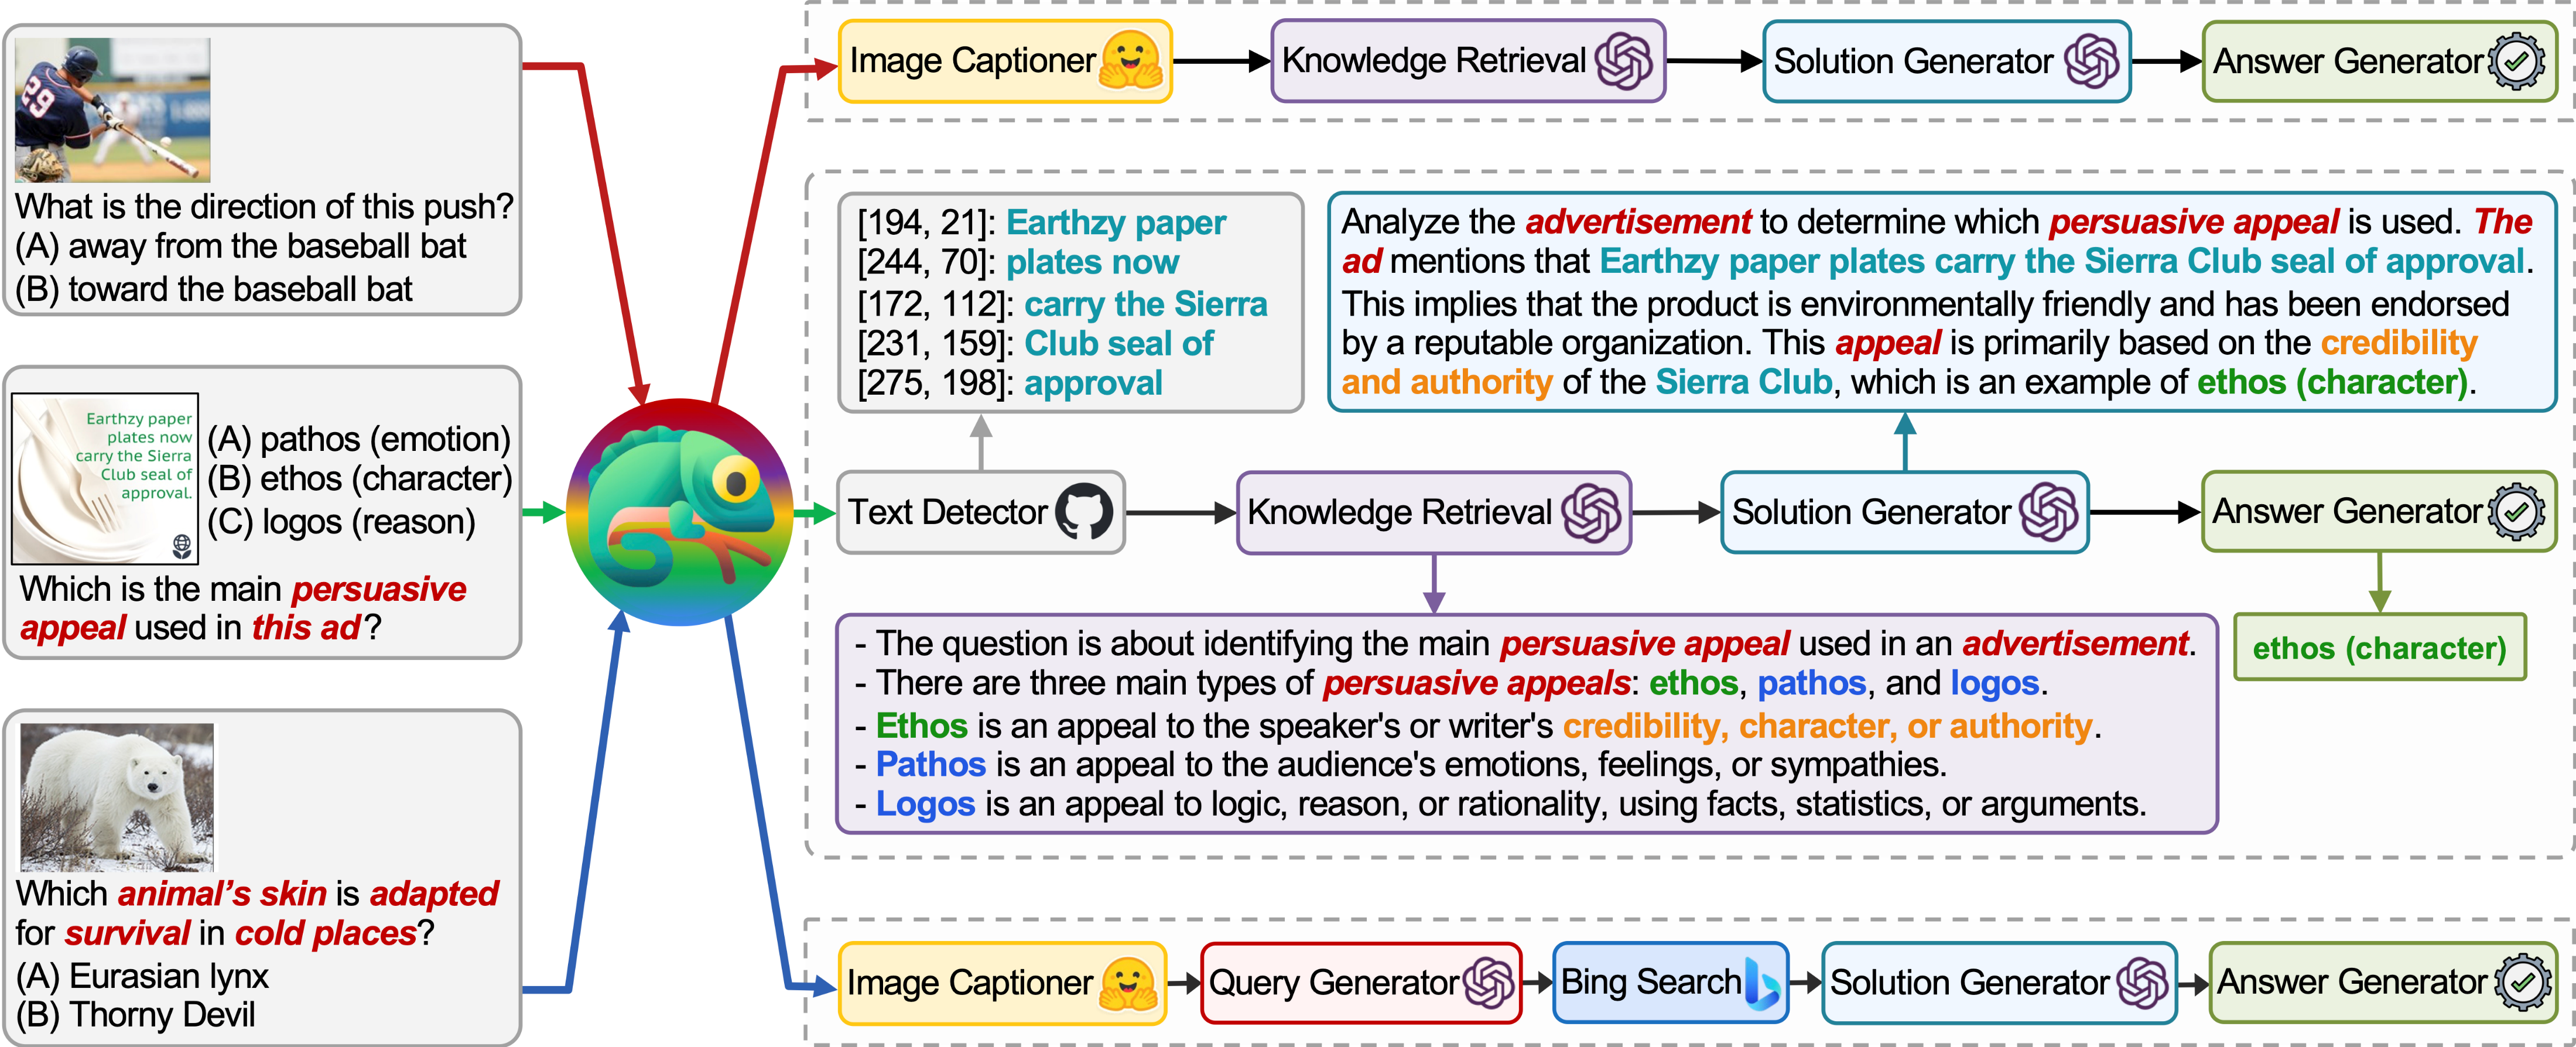 29
What is the direction of this push?
(A) away from the baseball bat
(B) toward the baseball bat
Earthzy paper
plates now
carry the Sierra
Club seal of
approval.
(A) pathos (emotion)
(B) ethos (character)
(C) logos (reason)
Which is the main persuasive
appeal used in this ad?
Which animal’s skin is adapted
for survival in cold places?
(A) Eurasian lynx
(B) Thorny Devil
Image Captioner
Knowledge Retrieval
Solution Generator
Answer Generator
[194, 21]: Earthzy paper
[244, 70]: plates now
[172, 112]: carry the Sierra
[231, 159]: Club seal of
[275, 198]: approval
Analyze the advertisement to determine which persuasive appeal is used. The
ad mentions that Earthzy paper plates carry the Sierra Club seal of approval.
This implies that the product is environmentally friendly and has been endorsed
by a reputable organization. This appeal is primarily based on the credibility
and authority of the Sierra Club, which is an example of ethos (character).
Text Detector
Knowledge Retrieval
Solution Generator
Answer Generator
- The question is about identifying the main persuasive appeal used in an advertisement.
- There are three main types of persuasive appeals: ethos, pathos, and logos.
- Ethos is an appeal to the speaker's or writer's credibility, character, or authority.
- Pathos is an appeal to the audience's emotions, feelings, or sympathies.
- Logos is an appeal to logic, reason, or rationality, using facts, statistics, or arguments.
ethos (character)
Image Captioner
Query Generator
Bing Search
Solution Generator
Answer Generator